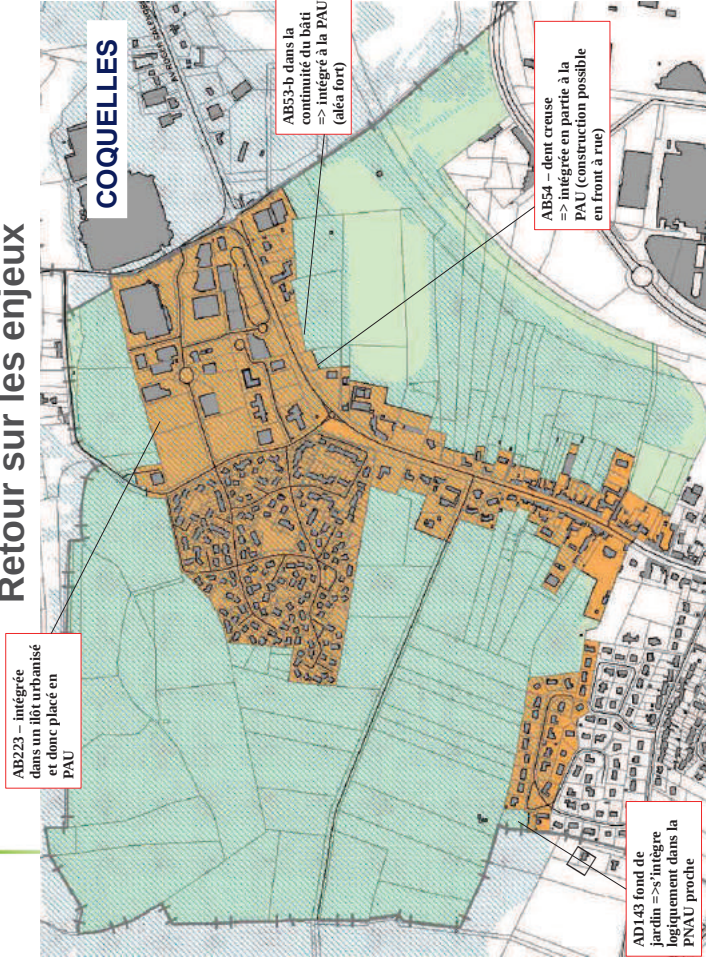 Retour sur les enjeux
AB223 – intégrée
dans un ilôt urbanisé
et donc placé en
PAU
COQUELLES
AB53-b dans la
continuité du bâti
=> intégré à la PAU
(aléa fort)
AB54 – dent creuse
=> intégrée en partie à la
PAU (construction possible
en front à rue)
AD143 fond de
jardin =>s’intègre
logiquement dans la
PNAU proche